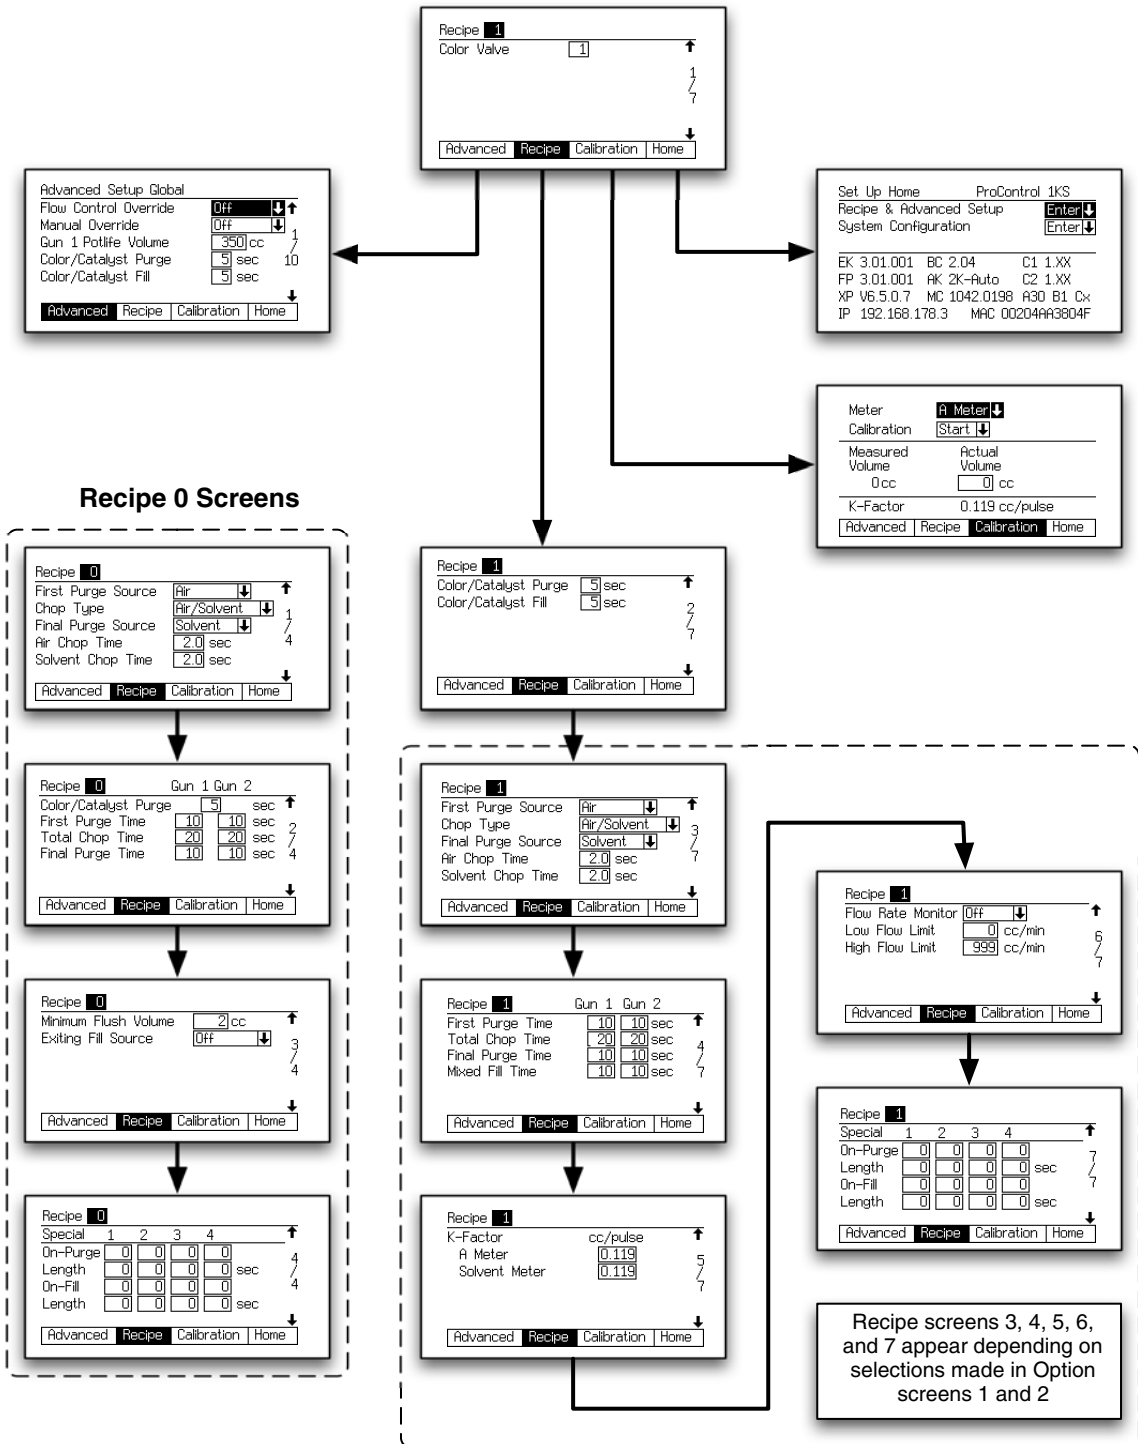 Recipe 1
Color Valve 1
1
/
7
Advanced Recipe Calibration Home
Advanced Setup Global
Flow Control Override Off
Manual Override Off
Gun 1 Potlife Volume 350 cc
Color/Catalyst Purge 5 sec
Color/Catalyst Fill 5 sec
1
/
10
Advanced Recipe Calibration Home
Set Up Home ProControl 1KS
Recipe & Advanced Setup Enter
System Configuration Enter
EK 3.01.001 BC 2.04 C1 1.XX
FP 3.01.001 AK 2K-Auto C2 1.XX
XP V6.5.0.7 MC 1042.0198 A30 B1 Cx
IP 192.168.178.3 MAC 00204AA3804F
Meter A Meter
Calibration Start
Measured Actual
Volume Volume
0 cc 0 cc
K-Factor 0.119 cc/pulse
Advanced Recipe Calibration Home
Recipe 0 Screens
Recipe 0
First Purge Source Air
Chop Type Air/Solvent
Final Purge Source Solvent
Air Chop Time 2.0 sec
Solvent Chop Time 2.0 sec
1
/
4
Advanced Recipe Calibration Home
Recipe 0 Gun 1 Gun 2
Color/Catalyst Purge 5 sec
First Purge Time 10 10 sec
Total Chop Time 20 20 sec
Final Purge Time 10 10 sec
2
/
4
Advanced Recipe Calibration Home
Recipe 0
Minimum Flush Volume 2 cc
Exiting Fill Source Off
3
/
4
Advanced Recipe Calibration Home
Recipe 0
Special 1 2 3 4
On-Purge 0 0 0 0
Length 0 0 0 0 sec
On-Fill 0 0 0 0
Length 0 0 0 0 sec
4
/
4
Advanced Recipe Calibration Home
Recipe 1
Color/Catalyst Purge 5 sec
Color/Catalyst Fill 5 sec
2
/
7
Advanced Recipe Calibration Home
Recipe 1
First Purge Source Air
Chop Type Air/Solvent
Final Purge Source Solvent
Air Chop Time 2.0 sec
Solvent Chop Time 2.0 sec
3
/
7
Advanced Recipe Calibration Home
Recipe 1 Gun 1 Gun 2
First Purge Time 10 10 sec
Total Chop Time 20 20 sec
Final Purge Time 10 10 sec
Mixed Fill Time 10 10 sec
4
/
7
Advanced Recipe Calibration Home
Recipe 1
K-Factor cc/pulse
A Meter 0.119
Solvent Meter 0.119
5
/
7
Advanced Recipe Calibration Home
Recipe 1
Flow Rate Monitor Off
Low Flow Limit 0 cc/min
High Flow Limit 999 cc/min
6
/
7
Advanced Recipe Calibration Home
Recipe 1
Special 1 2 3 4
On-Purge 0 0 0 0
Length 0 0 0 0 sec
On-Fill 0 0 0 0
Length 0 0 0 0 sec
7
/
7
Advanced Recipe Calibration Home
Recipe screens 3, 4, 5, 6,
and 7 appear depending on
selections made in Option
screens 1 and 2